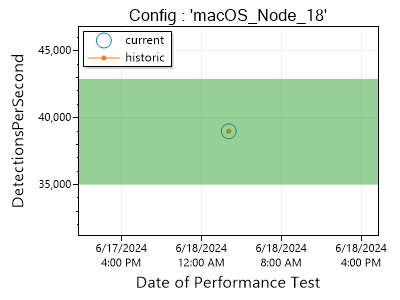 Config : 'macOS_Node_18'
current
historic
DetectionsPerSecond
45,000
40,000
35,000
6/17/2024 6/18/2024 6/18/2024 6/18/2024
4:00 PM 12:00 AM 8:00 AM 4:00 PM
Date of Performance Test